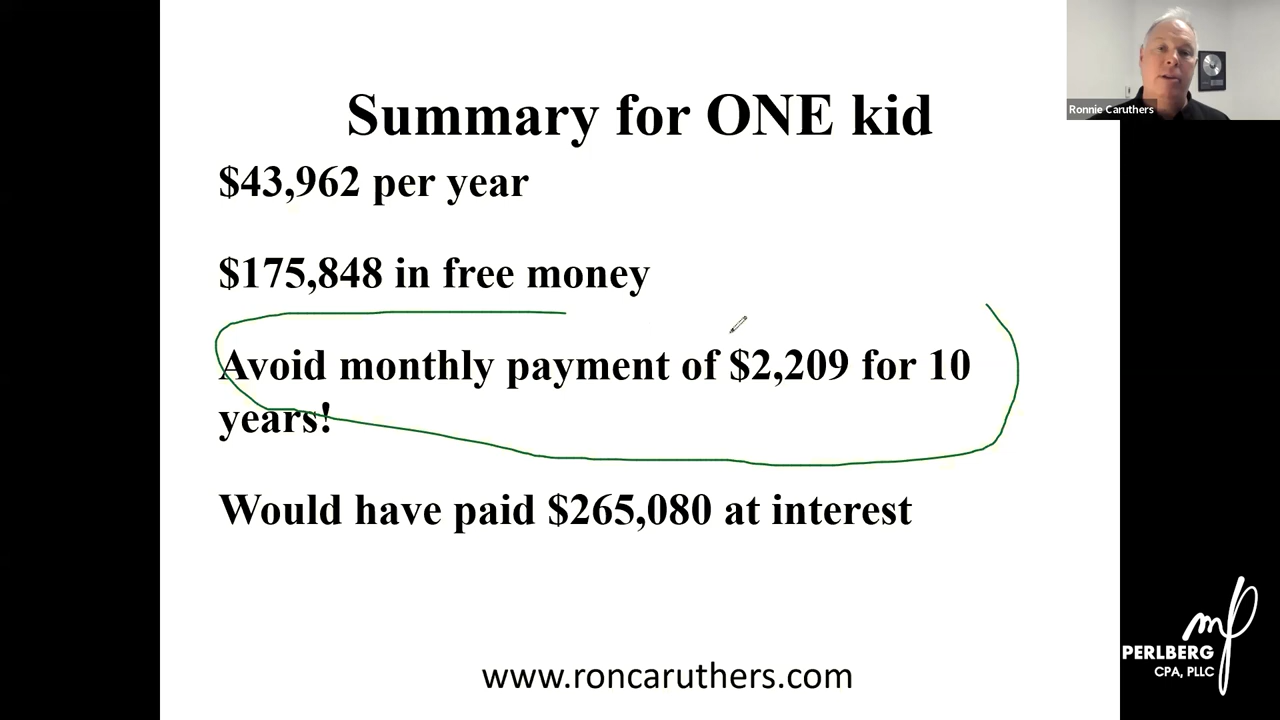 Summary for ONE kid
$43,962 per year
$175,848 in free money
Avoid monthly payment of $2,209 for 10
years!
Would have paid $265,080 at interest
www.roncaruthers.com
Ronnie Caruthers
mp
PERLBERG
CPA, PLLC